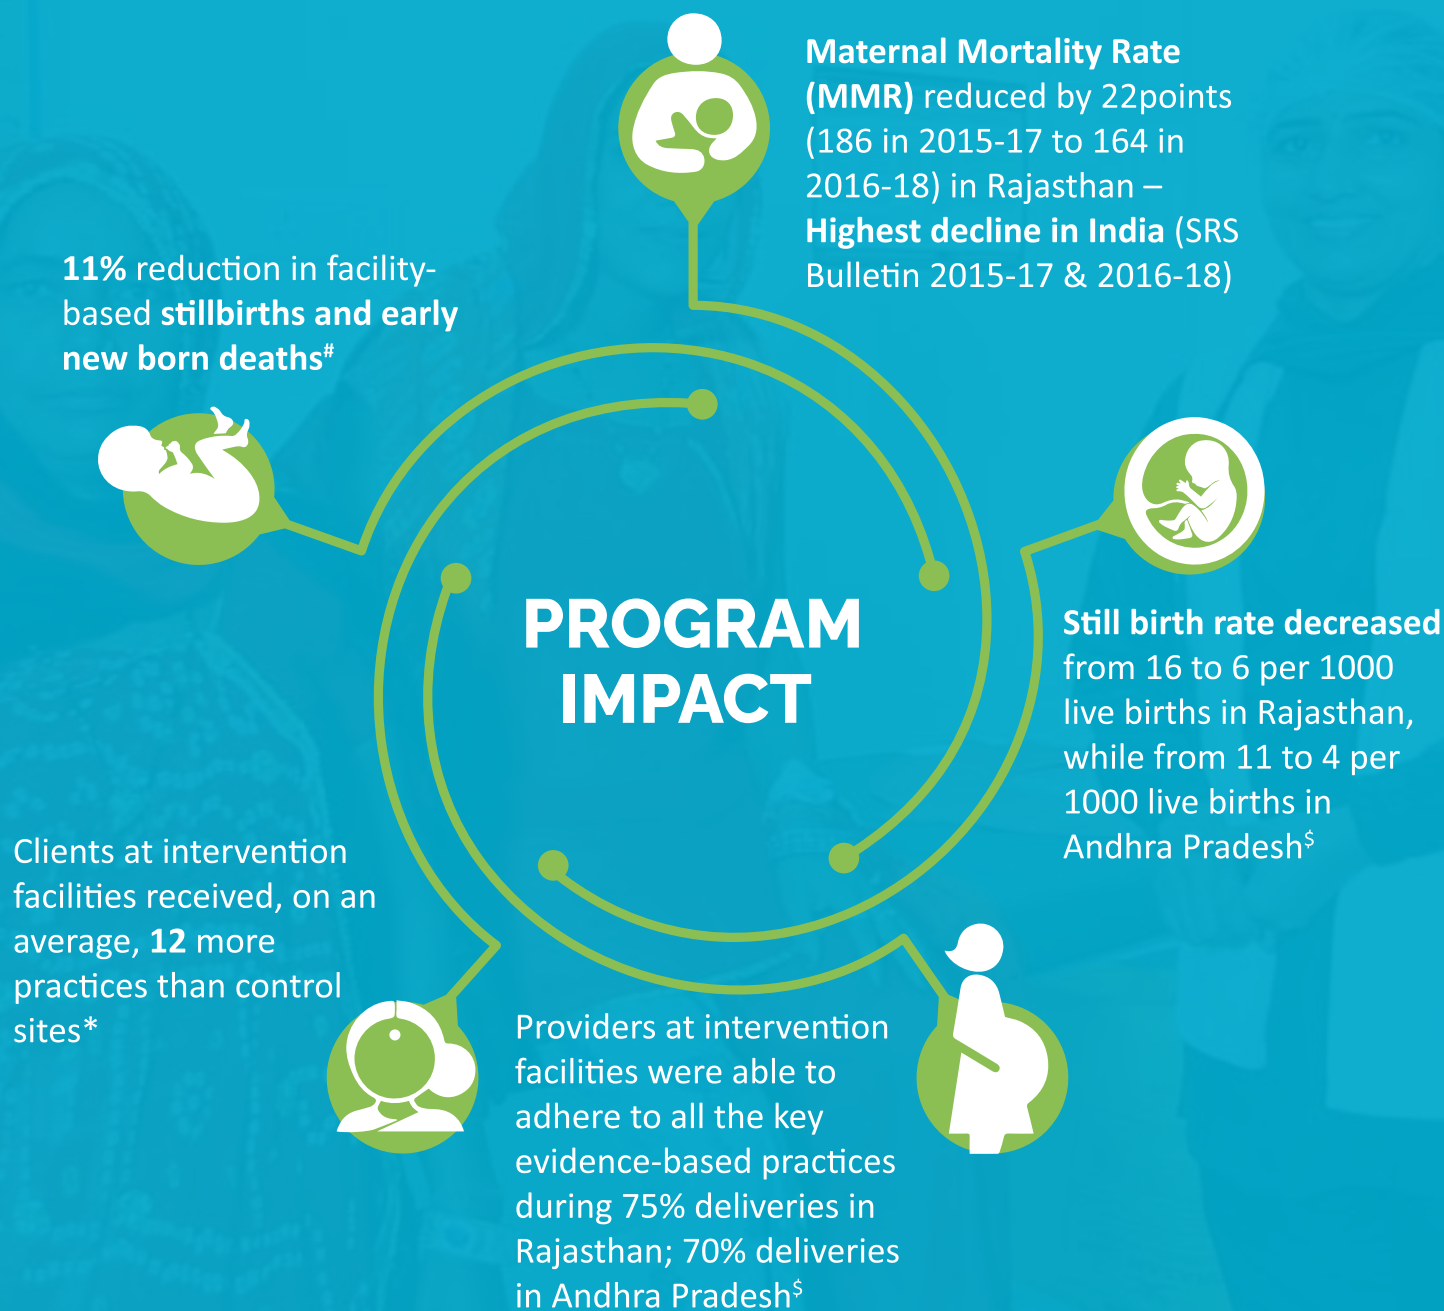 Maternal Mortality Rate
(MMR) reduced by 22points
(186 in 2015-17 to 164 in
2016-18) in Rajasthan –
Highest decline in India (SRS
Bulletin 2015-17 & 2016-18)
11% reduction in facility-
based stillbirths and early
new born deaths#
PROGRAM
IMPACT
Still birth rate decreased
from 16 to 6 per 1000
live births in Rajasthan,
while from 11 to 4 per
1000 live births in
Andhra Pradesh$
Clients at intervention
facilities received, on an
average, 12 more
practices than control
sites*
Providers at intervention
facilities were able to
adhere to all the key
evidence-based practices
during 75% deliveries in
Rajasthan; 70% deliveries
in Andhra Pradesh$